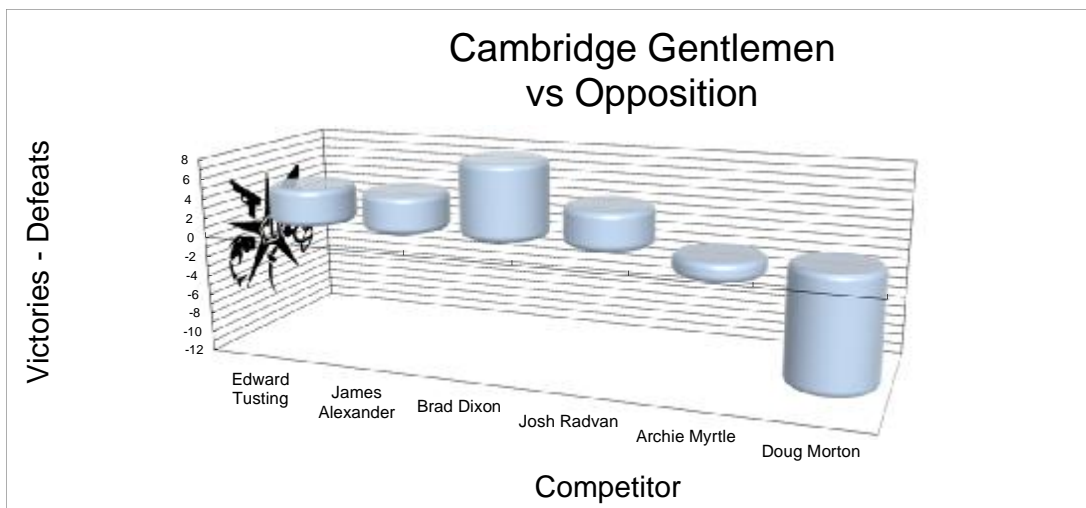 Cambridge Gentlemen
vs Opposition
Victories - Defeats
8
6
4
2
0
-2
-4
-6
-8
-10
-12
Edward
Tusting
James
Alexander
Brad Dixon
Josh Radvan
Archie Myrtle
Doug Morton
Competitor